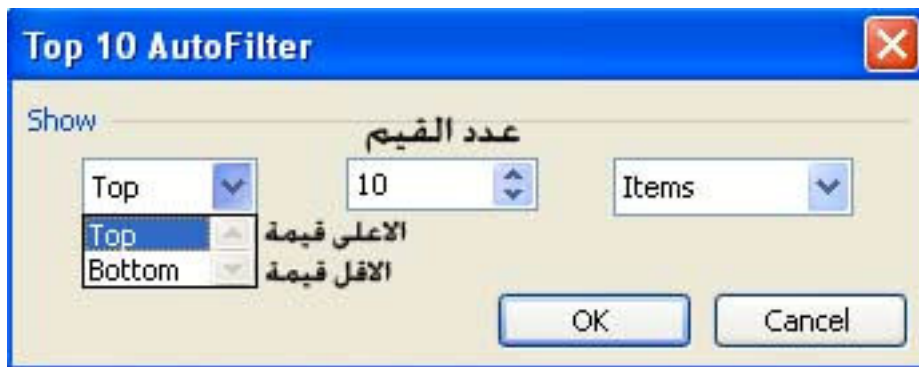 Top 10 AutoFilter
Show
عدد القيم
Top 10 Items
Top الاعلى قيمة
Bottom الاقل قيمة
OK Cancel